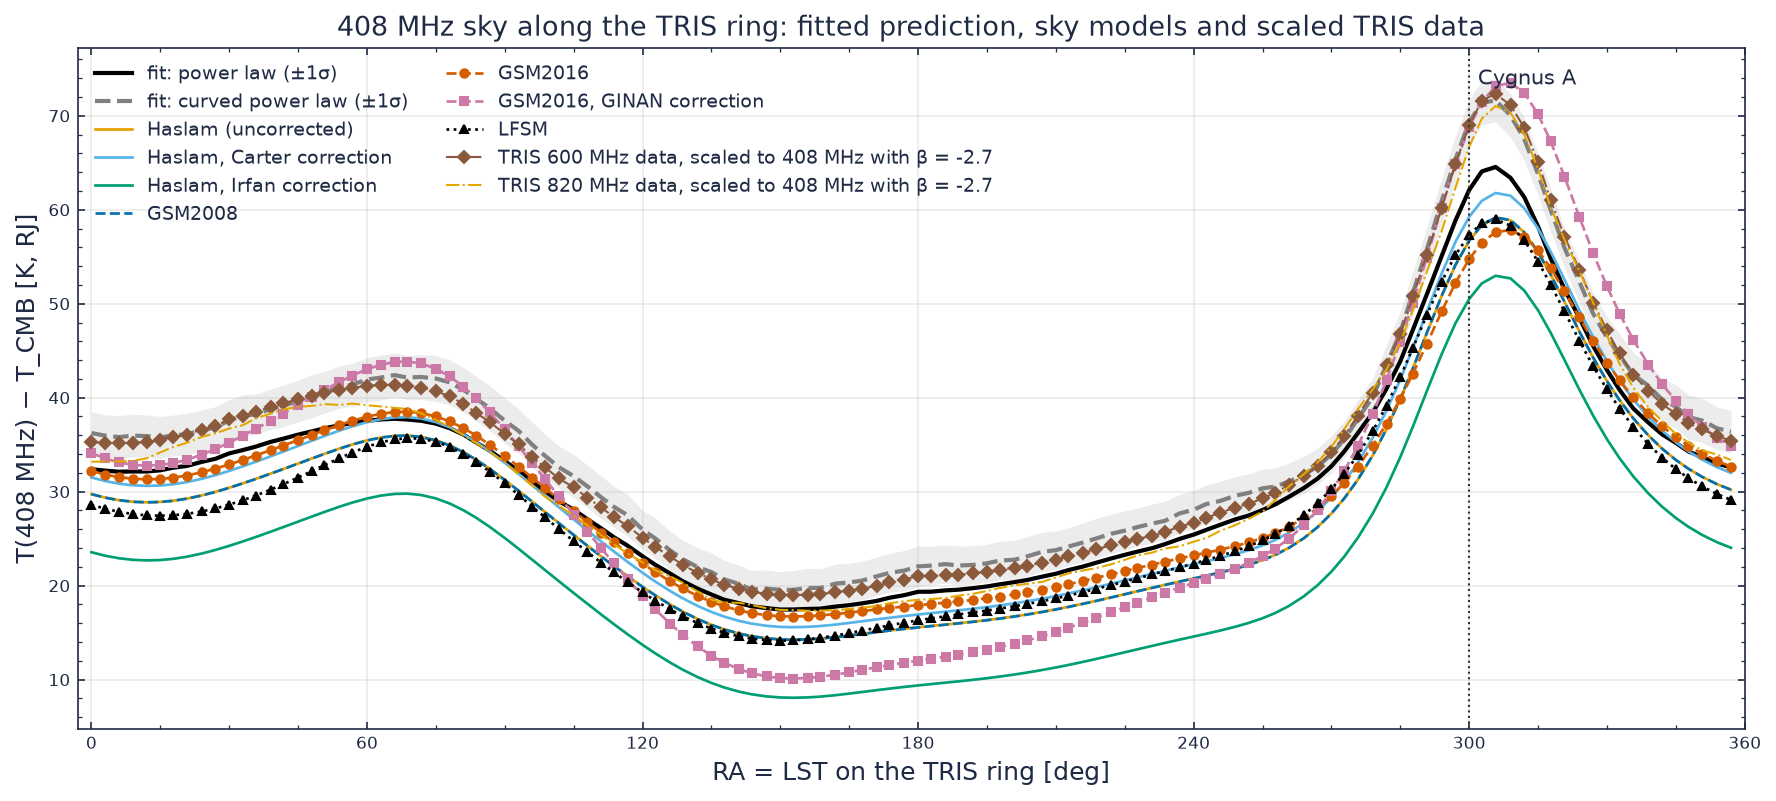 408 MHz sky along the TRIS ring: fitted prediction, sky models and scaled TRIS data
fit: power law (±1σ)
fit: curved power law (±1σ)
Haslam (uncorrected)
Haslam, Carter correction
Haslam, Irfan correction
GSM2008
GSM2016
GSM2016, GINAN correction
LFSM
TRIS 600 MHz data, scaled to 408 MHz with β = -2.7
TRIS 820 MHz data, scaled to 408 MHz with β = -2.7
Cygnus A
T(408 MHz) − T_CMB [K, RJ]
70
60
50
40
30
20
10
0
60
120
180
240
300
360
RA = LST on the TRIS ring [deg]